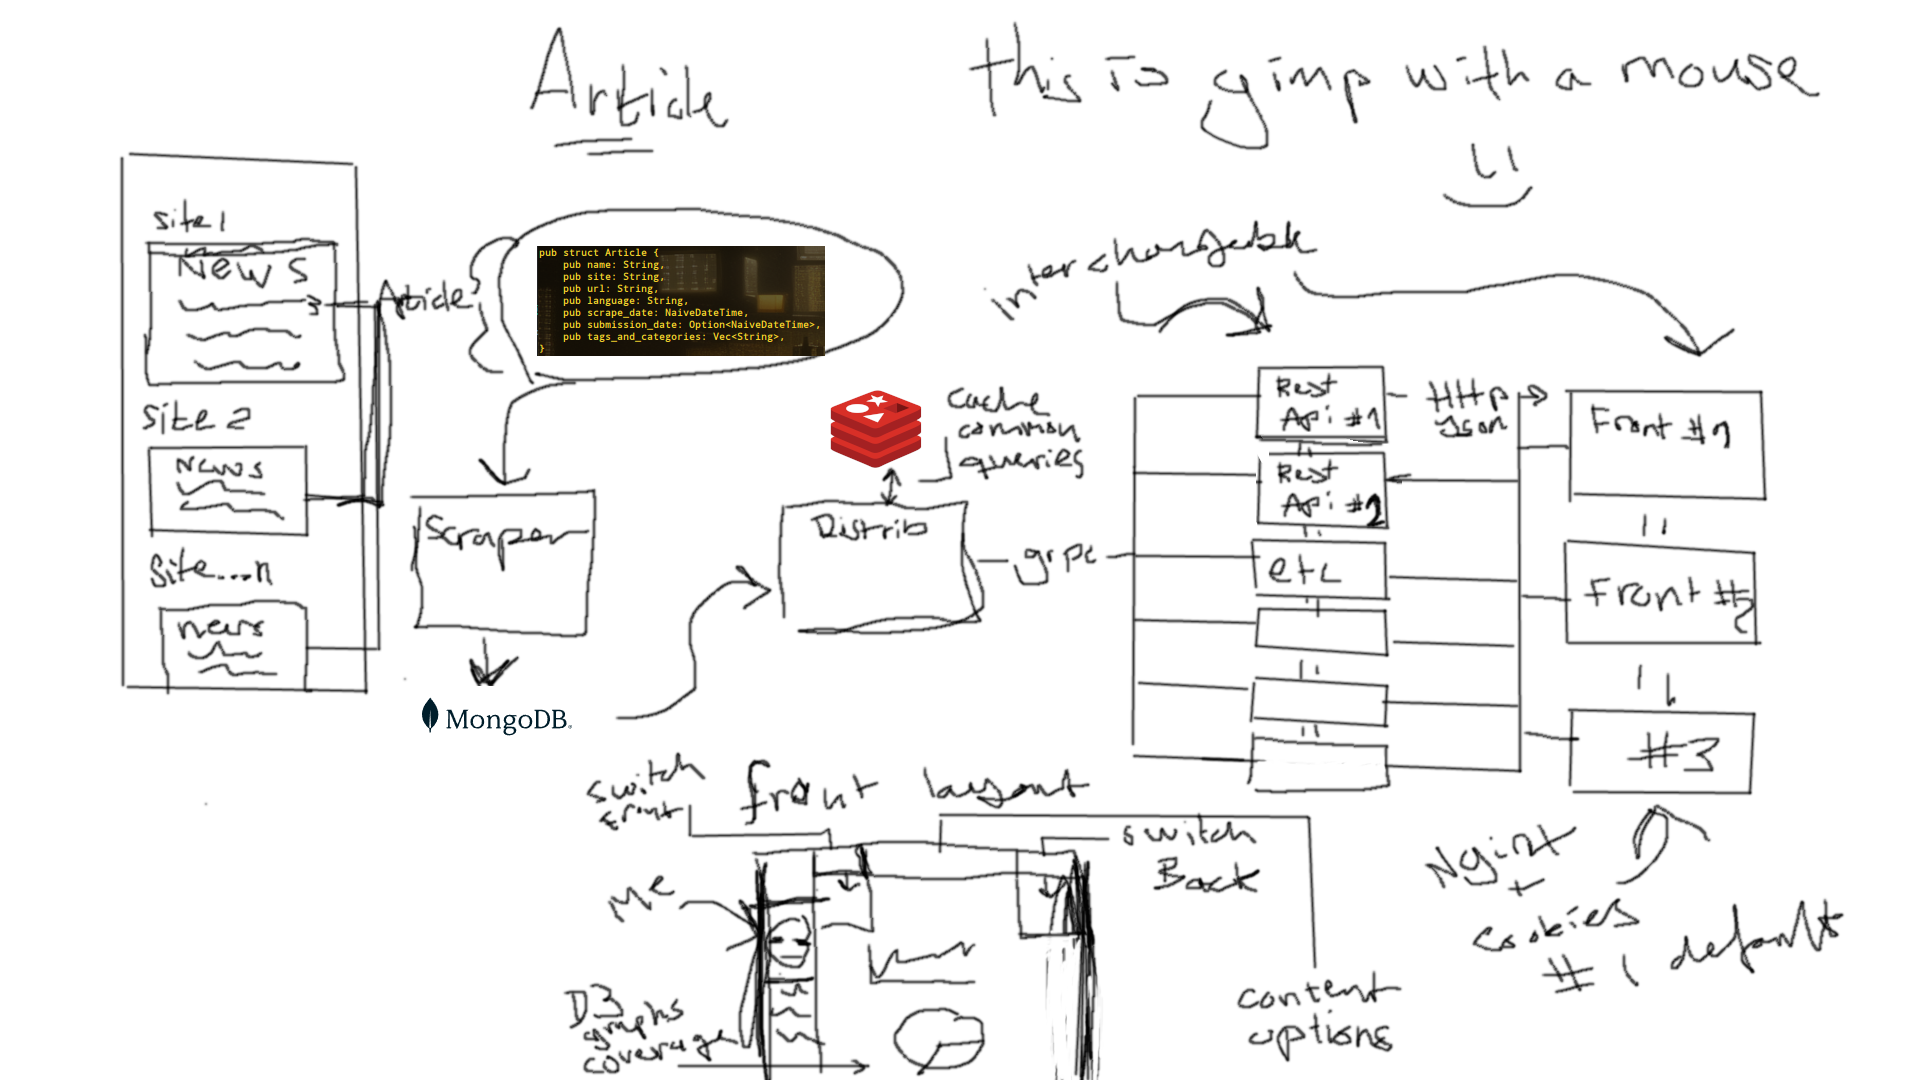 Article
this is gimp with a mouse
site1
News
Article
pub struct Article {
pub name: String,
pub site: String,
pub url: String,
pub language: String,
pub scrape_date: NaiveDateTime,
pub submission_date: Option<NaiveDateTime>,
pub tags_and_categories: Vec<String>,
}
site 2
News
Site...n
news
Scraper
MongoDB
Cache
common
queries
Distrib
grpc
interchangable
Rest
Api #1
Rest
Api #2
etc
HTTp
json
Front #1
Front #2
#3
Nginx
+
cookies
#1 default
switch
front
front layout
switch
Back
Me
D3
graphs
coverage
content
options